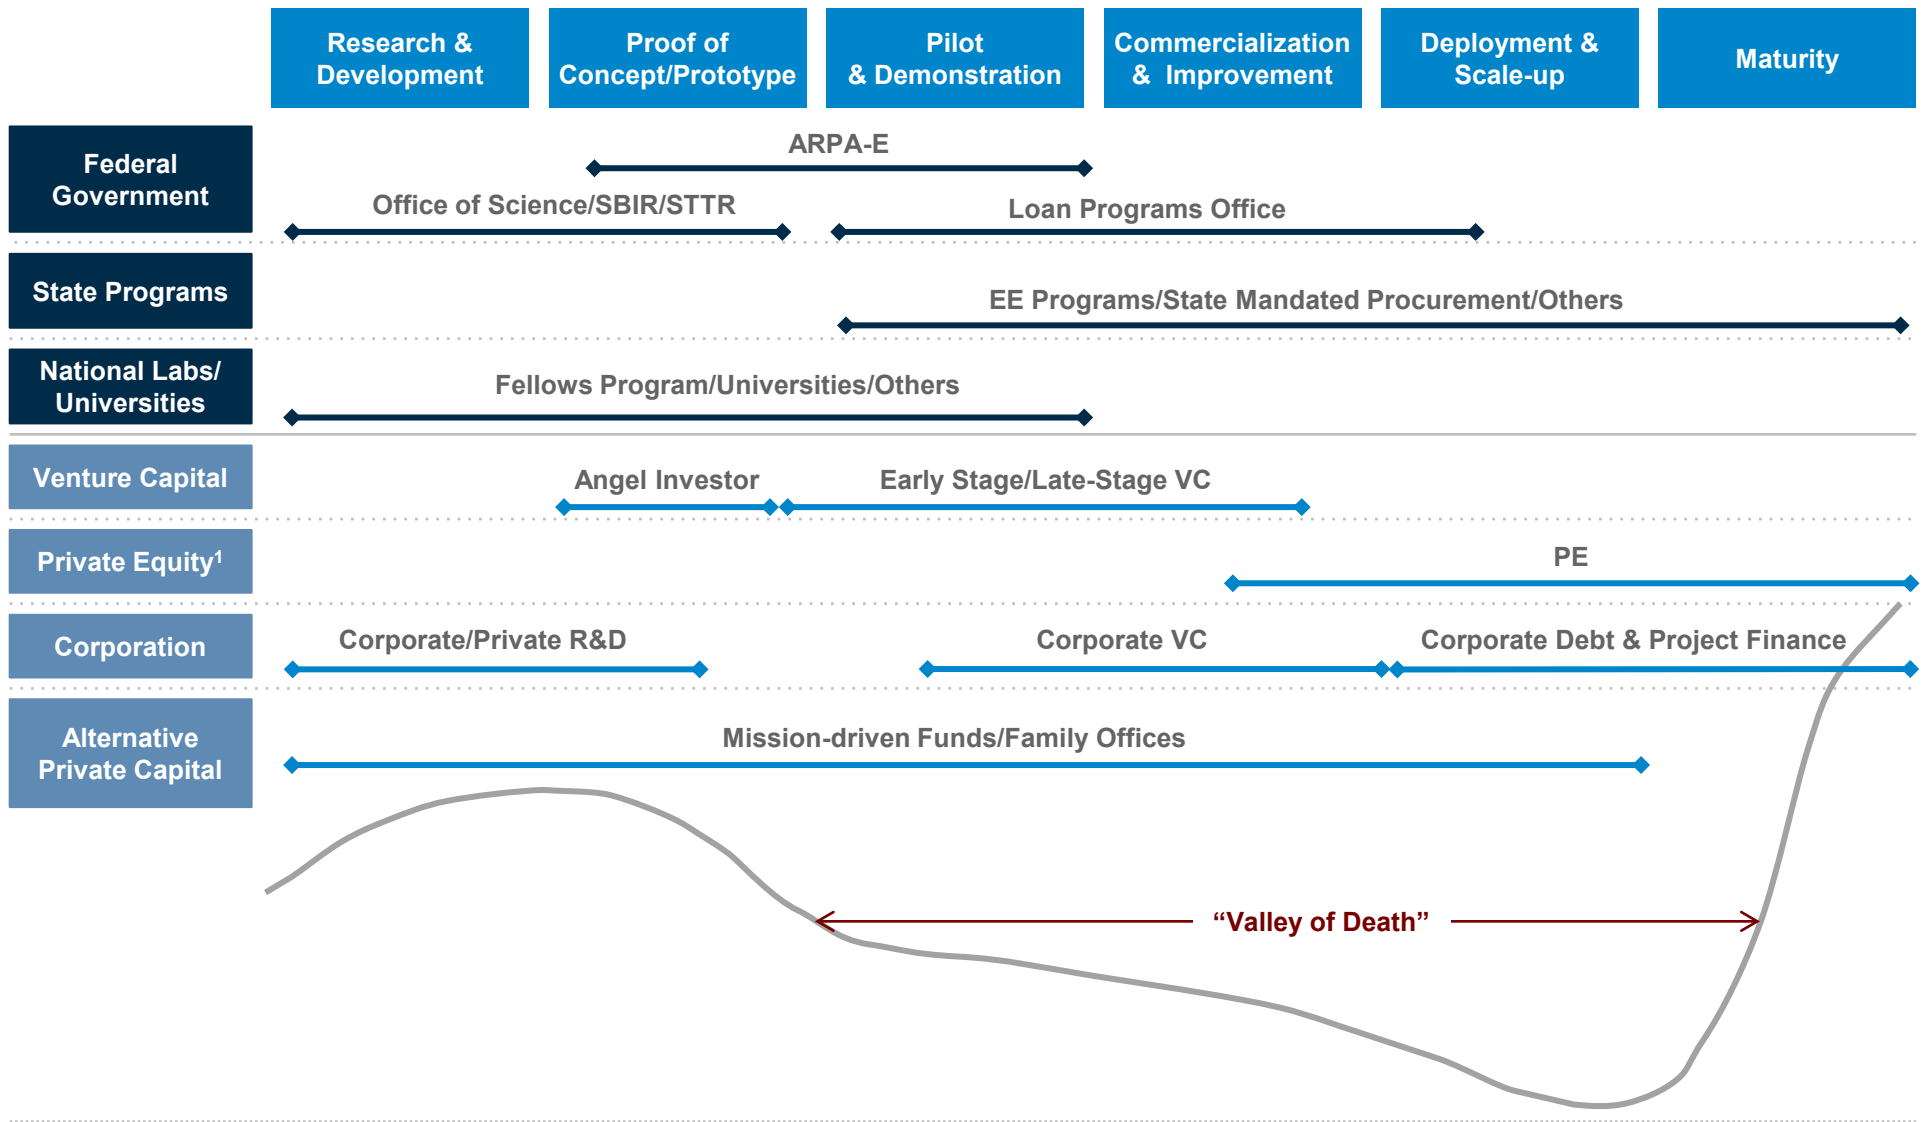 Research &
Development
Proof of
Concept/Prototype
Pilot
& Demonstration
Commercialization
& Improvement
Deployment &
Scale-up
Maturity
Federal
Government
ARPA-E
Office of Science/SBIR/STTR
Loan Programs Office
State Programs
EE Programs/State Mandated Procurement/Others
National Labs/
Universities
Fellows Program/Universities/Others
Venture Capital
Angel Investor
Early Stage/Late-Stage VC
Private Equity¹
PE
Corporation
Corporate/Private R&D
Corporate VC
Corporate Debt & Project Finance
Alternative
Private Capital
Mission-driven Funds/Family Offices
“Valley of Death”